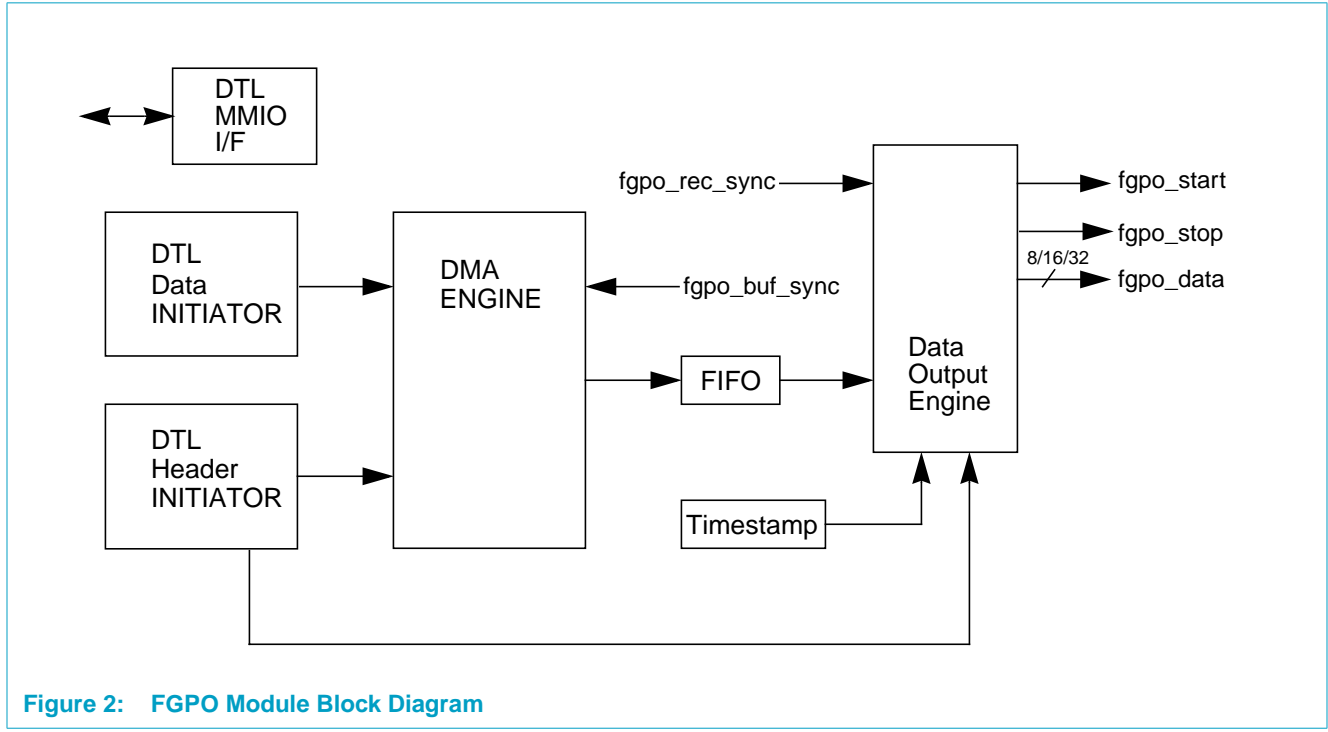 DTL
MMIO
I/F
fgpo_rec_sync
fgpo_start
fgpo_stop
8/16/32
fgpo_data
DTL
Data
INITIATOR
DMA
ENGINE
fgpo_buf_sync
FIFO
Data
Output
Engine
DTL
Header
INITIATOR
Timestamp
Figure 2: FGPO Module Block Diagram